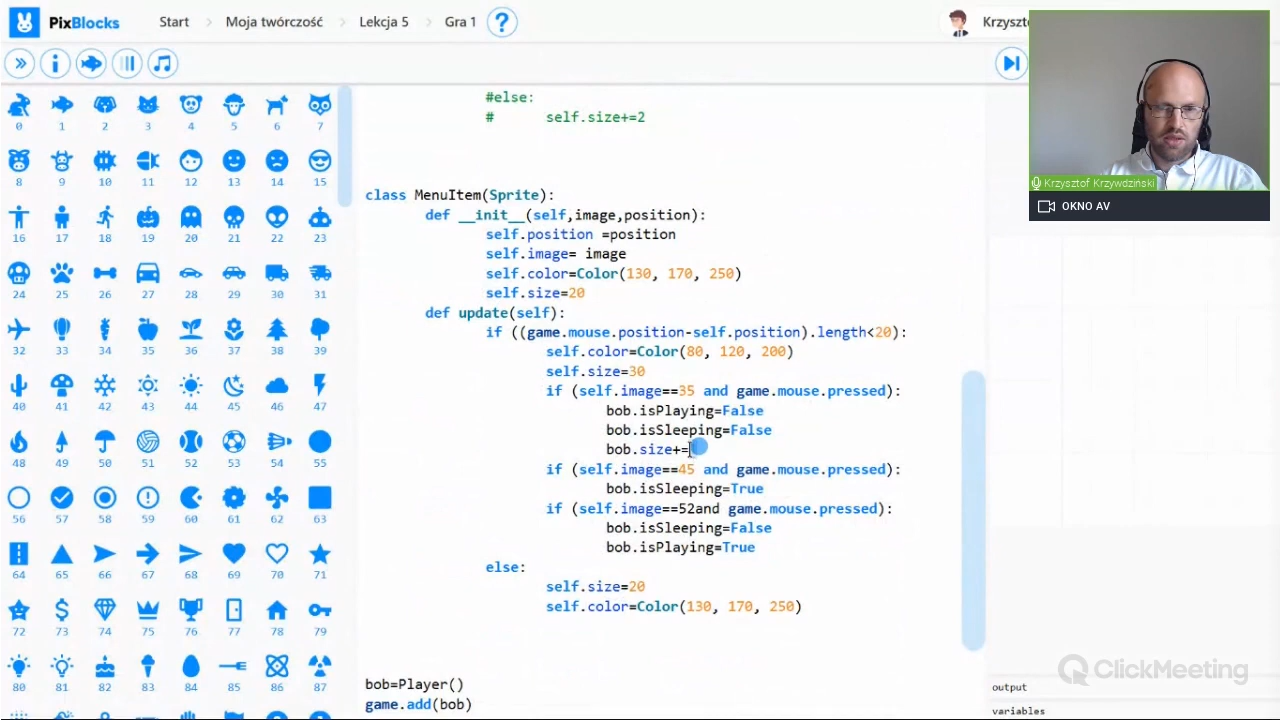 PixBlocks Start Moja twórczość Lekcja 5 Gra 1 ? Krzyszto
0 1 2 3 4 5 6 7
8 9 10 11 12 13 14 15
16 17 18 19 20 21 22 23
24 25 26 27 28 29 30 31
32 33 34 35 36 37 38 39
40 41 42 43 44 45 46 47
48 49 50 51 52 53 54 55
56 57 58 59 60 61 62 63
64 65 66 67 68 69 70 71
72 73 74 75 76 77 78 79
80 81 82 83 84 85 86 87
#else:
# self.size+=2
class MenuItem(Sprite):
def __init__(self,image,position):
self.position =position
self.image= image
self.color=Color(130, 170, 250)
self.size=20
def update(self):
if ((game.mouse.position-self.position).length<20):
self.color=Color(80, 120, 200)
self.size=30
if (self.image==35 and game.mouse.pressed):
bob.isPlaying=False
bob.isSleeping=False
bob.size+=
if (self.image==45 and game.mouse.pressed):
bob.isSleeping=True
if (self.image==52and game.mouse.pressed):
bob.isSleeping=False
bob.isPlaying=True
else:
self.size=20
self.color=Color(130, 170, 250)
bob=Player()
game.add(bob)
Krzysztof Krzywdziński
OKNO AV
ClickMeeting
output
variables